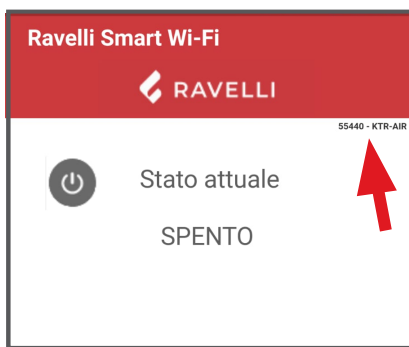 Ravelli Smart Wi-Fi
RAVELLI
55440 - KTR-AIR
Stato attuale
SPENTO